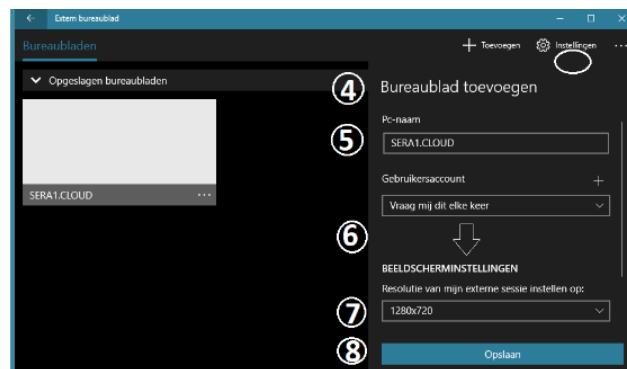 Extern bureaublad
Bureaubladen
Toevoegen
Instellingen
Opgeslagen bureaubladen
SERA1.CLOUD
4
Bureaublad toevoegen
Pc-naam
5
SERA1.CLOUD
Gebruikersaccount
Vraag mij dit elke keer
6
BEELDSCHERMINSTELLINGEN
Resolutie van mijn externe sessie instellen op:
7
1280x720
8
Opslaan